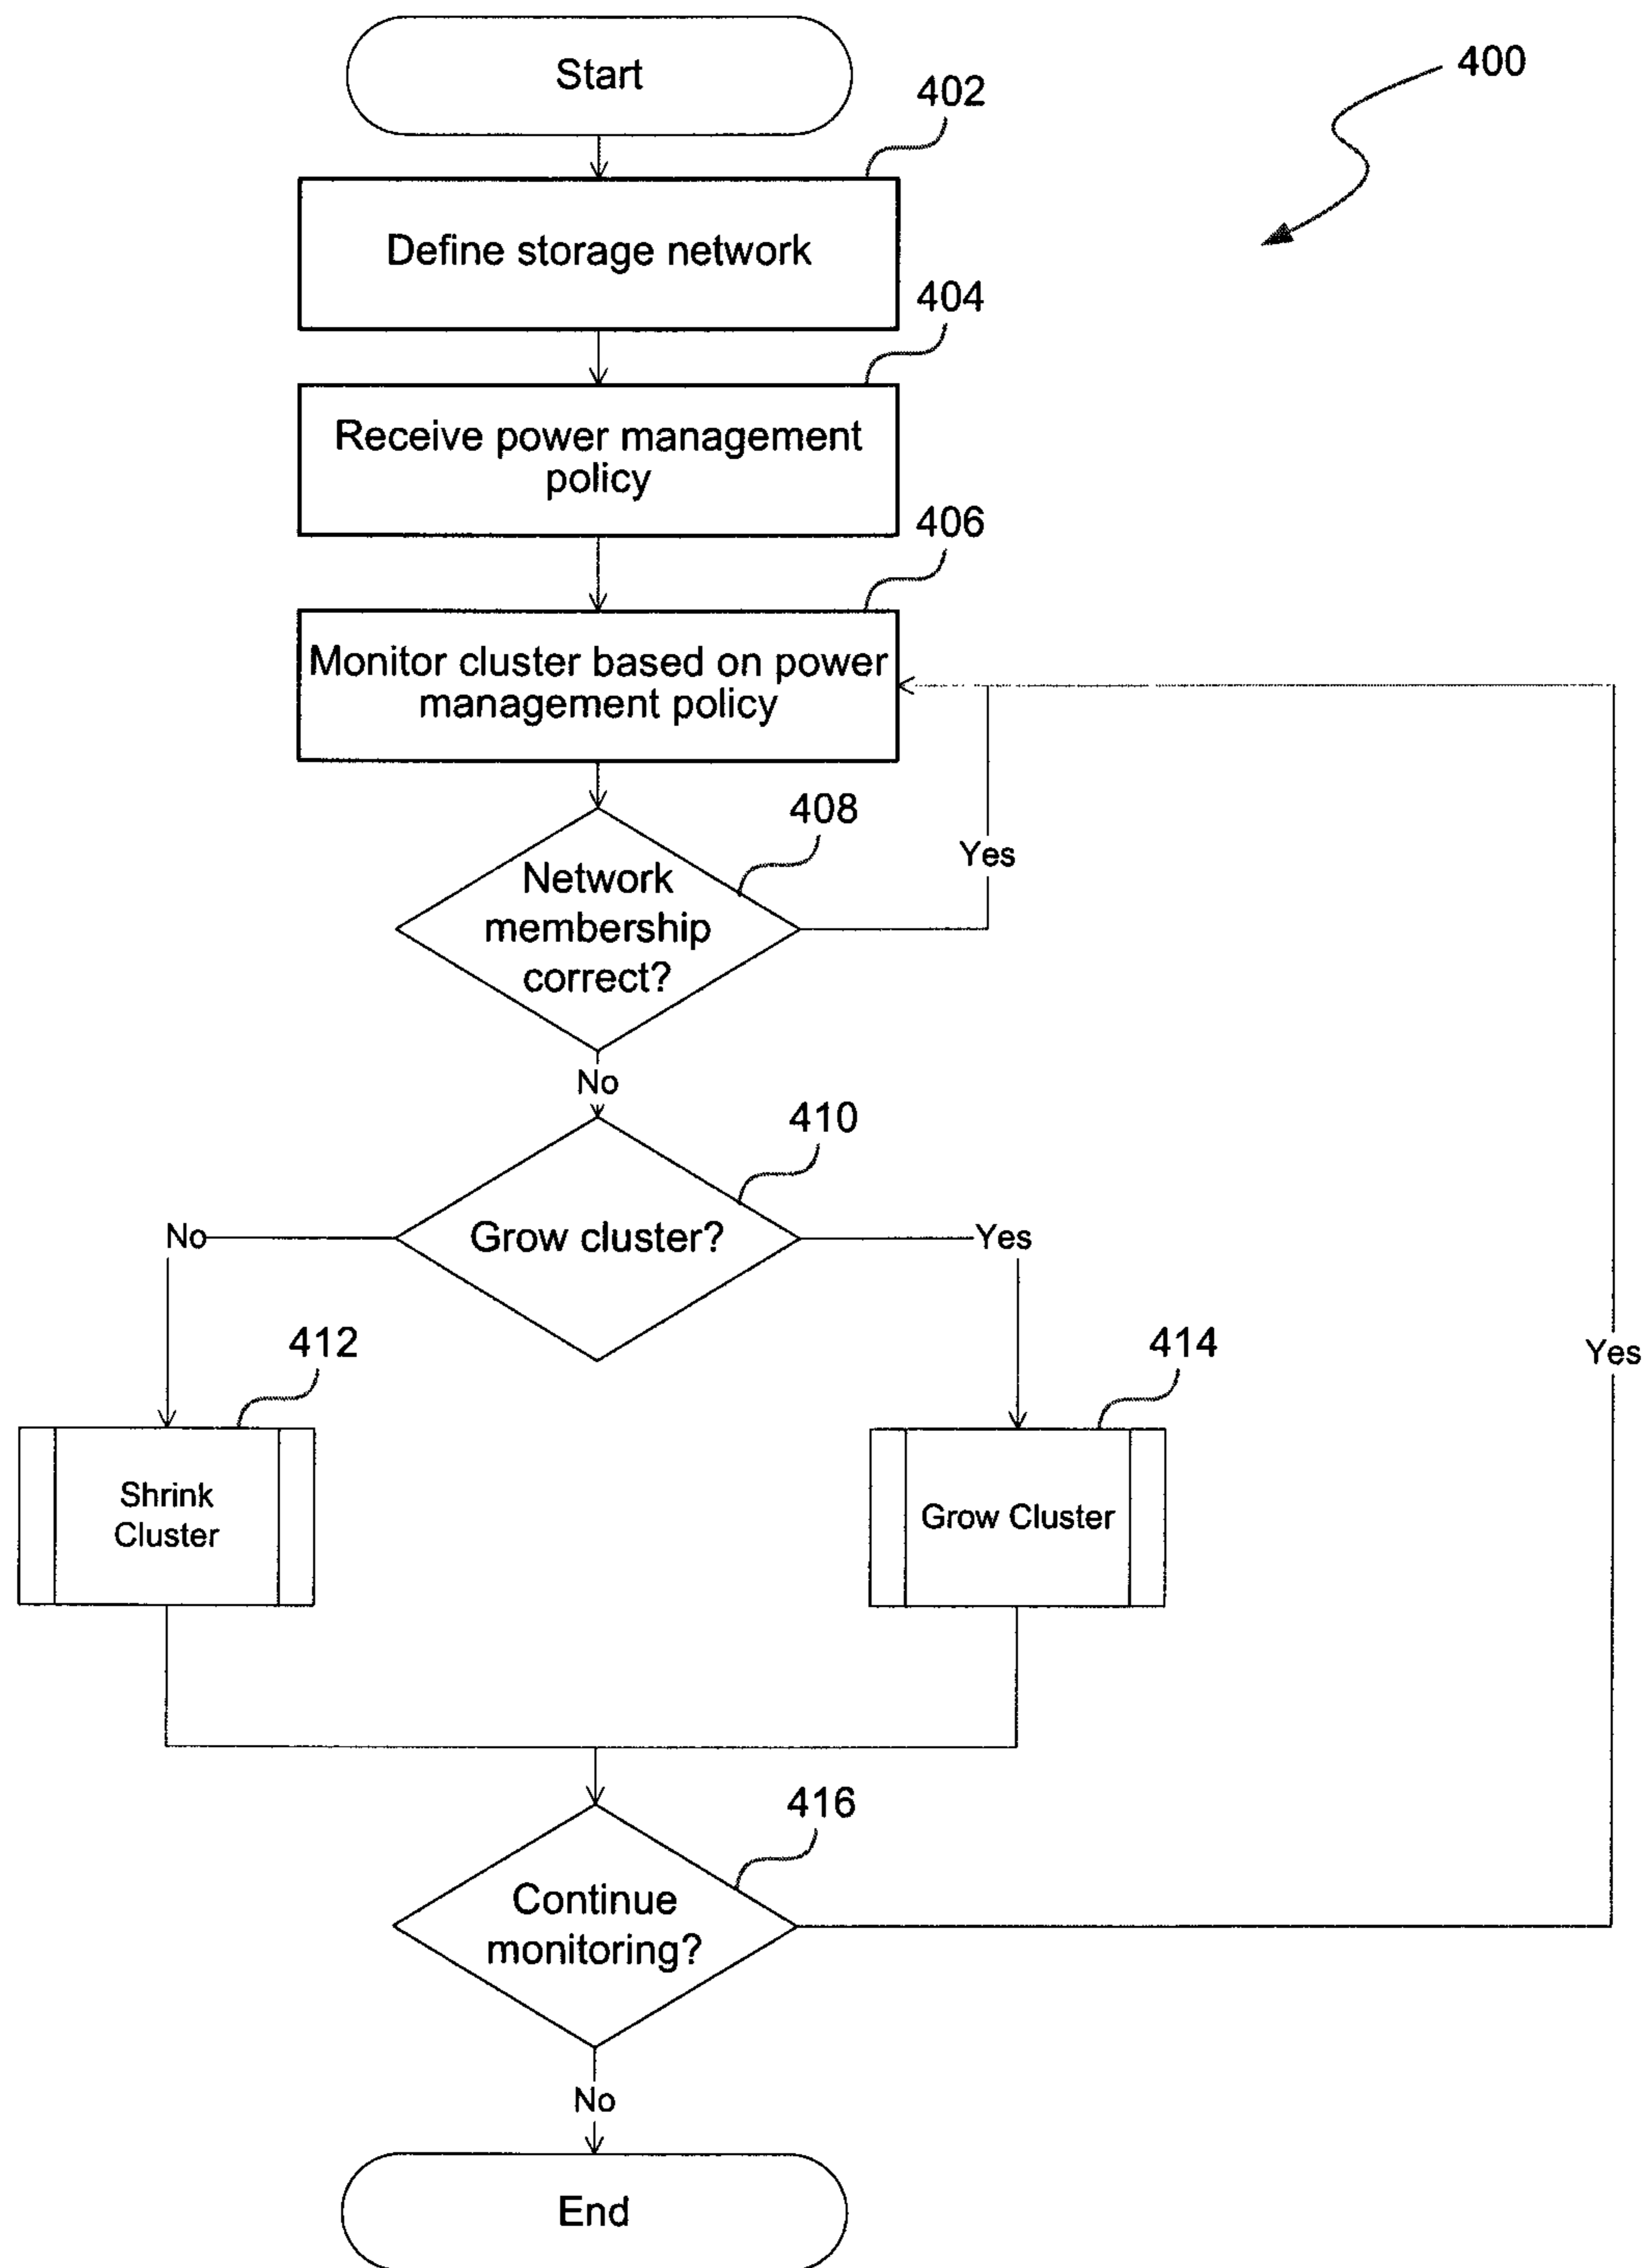 Start
400
402
Define storage network
404
Receive power management
policy
406
Monitor cluster based on power
management policy
408
Yes
Network
membership
correct?
No
410
No
Grow cluster?
Yes
412
414
Yes
Shrink
Cluster
Grow Cluster
416
Continue
monitoring?
No
End